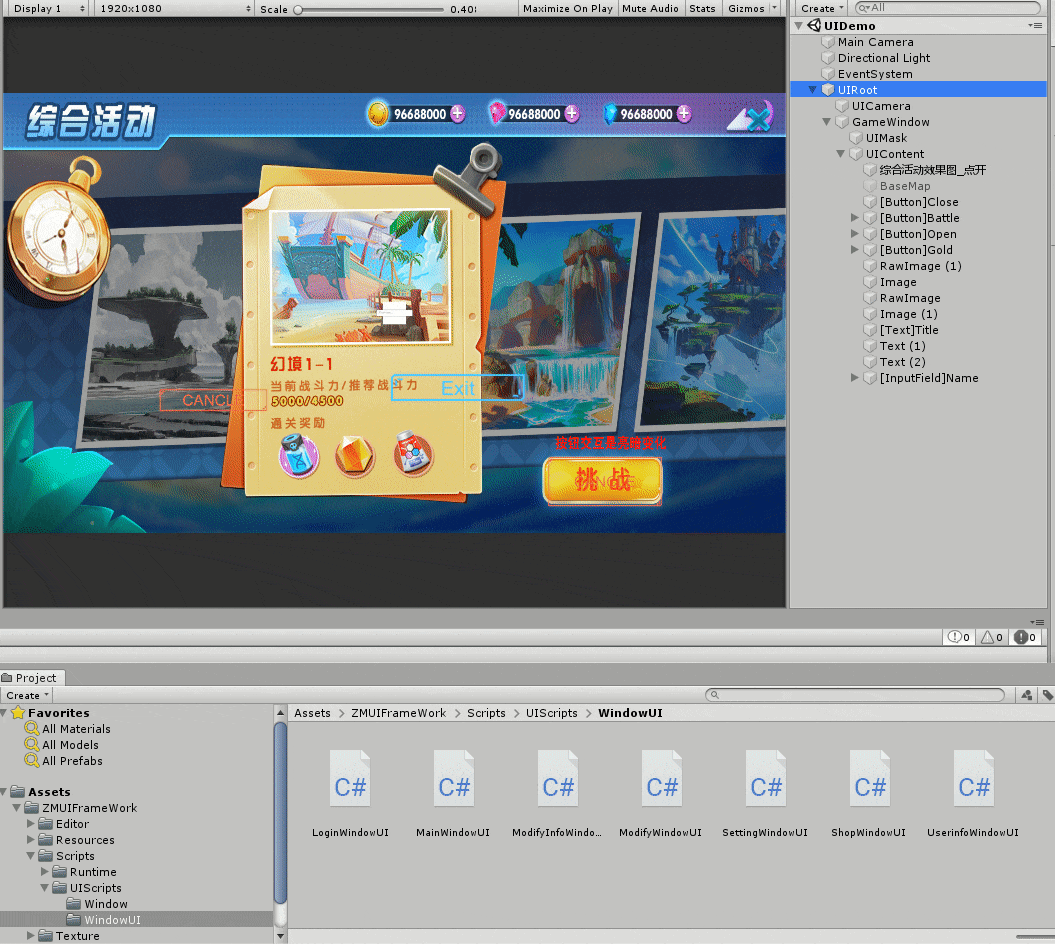 Display 1
1920x1080
Scale
Maximize On Play
Mute Audio
Stats
Gizmos
Create
All
UIDemo
Main Camera
Directional Light
EventSystem
UIRoot
UICamera
GameWindow
UIMask
UIContent
综合活动效果图_点开
BaseMap
[Button]Close
[Button]Battle
[Button]Open
[Button]Gold
RawImage (1)
Image
RawImage
Image (1)
[Text]Title
Text (1)
Text (2)
[InputField]Name
综合活动
96688000
96688000
96688000
幻境1-1
当前战斗力/推荐战斗力
5000/4500
Exit
通关奖励
挑战
0
0
0
Project
Create
Favorites
All Materials
All Models
All Prefabs
Assets
ZMUIFrameWork
Editor
Resources
Scripts
Runtime
UIScripts
Window
WindowUI
Texture
Assets > ZMUIFrameWork > Scripts > UIScripts > WindowUI
C# C# C# C# C# C# C#
LoginWindowUI MainWindowUI ModifyInfoWindo... ModifyWindowUI SettingWindowUI ShopWindowUI UserinfoWindowUI